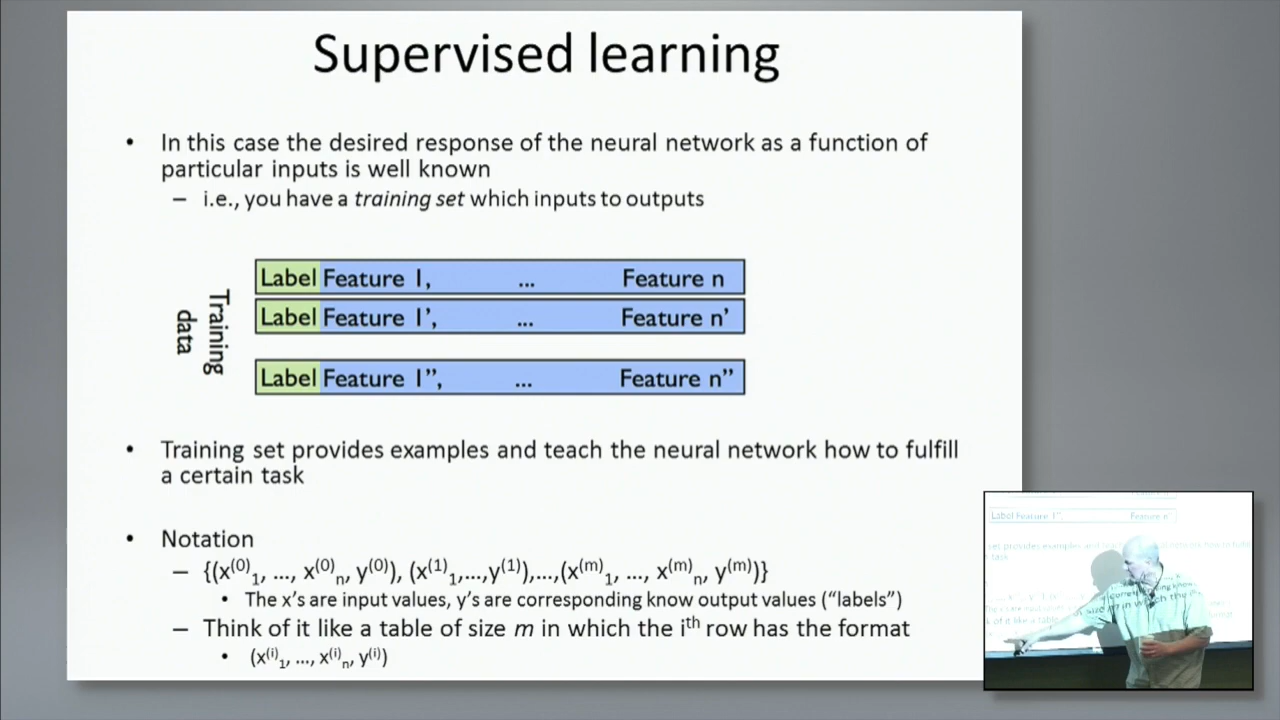 Supervised learning
• In this case the desired response of the neural network as a function of
particular inputs is well known
– i.e., you have a training set which inputs to outputs
Training
data
Label Feature 1, ... Feature n
Label Feature 1’, ... Feature n’
Label Feature 1”, ... Feature n”
• Training set provides examples and teach the neural network how to fulfill
a certain task
• Notation
– {(x(0)1, ..., x(0)n, y(0)), (x(1)1,...,y(1)),...,(x(m)1, ..., x(m)n, y(m))}
• The x’s are input values, y’s are corresponding know output values (“labels”)
– Think of it like a table of size m in which the ith row has the format
• (x(i)1, ..., x(i)n, y(i))
Label Feature 1”, Feature n